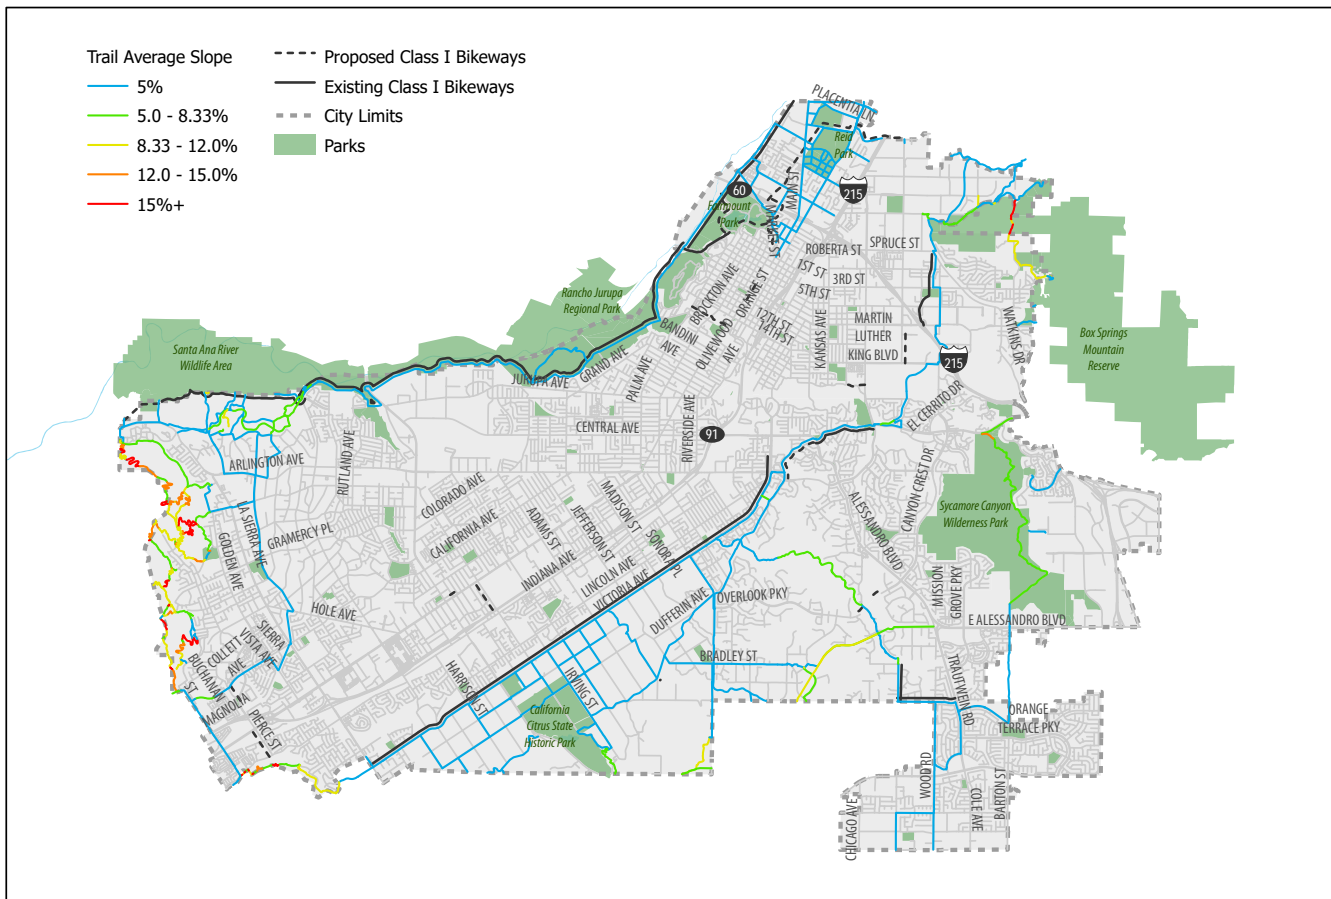 Trail Average Slope
5%
5.0 - 8.33%
8.33 - 12.0%
12.0 - 15.0%
15%+
Proposed Class I Bikeways
Existing Class I Bikeways
City Limits
Parks
PLACENTIA LN
Reid
Park
MAIN ST
215
60
Fairmount
Park
ROBERTA ST
SPRUCE ST
1ST ST
3RD ST
5TH ST
BROCKTON AVE
ORANGE ST
12TH ST
14TH ST
Rancho Jurupa
Regional Park
BANDINI
AVE
OLIVEWOOD
AVE
KANSAS AVE
MARTIN
LUTHER
KING BLVD
WATKINS DR
Box Springs
Mountain
Reserve
215
Santa Ana River
Wildlife Area
JURUPA AVE
GRAND AVE
PALM AVE
EL CERRITO DR
CENTRAL AVE
RIVERSIDE AVE
91
RUTLAND AVE
ARLINGTON AVE
COLORADO AVE
CALIFORNIA AVE
MADISON ST
ADAMS ST
JEFFERSON ST
SONORA PL
ALESSANDRO BLVD
CANYON CREST DR
Sycamore Canyon
Wilderness Park
LA SIERRA AVE
GOLDEN AVE
GRAMERCY PL
INDIANA AVE
LINCOLN AVE
VICTORIA AVE
DUFFERIN AVE
OVERLOOK PKY
MISSION
GROVE PKY
E ALESSANDRO BLVD
HOLE AVE
SIERRA
VISTA AVE
COLLETT
AVE
BUCHANAN
ST
MAGNOLIA
PIERCE ST
HARRISON ST
IRVING ST
BRADLEY ST
California
Citrus State
Historic Park
TRAUTWEIN RD
ORANGE
TERRACE PKY
WOOD RD
CHICAGO AVE
COLE AVE
BARTON ST